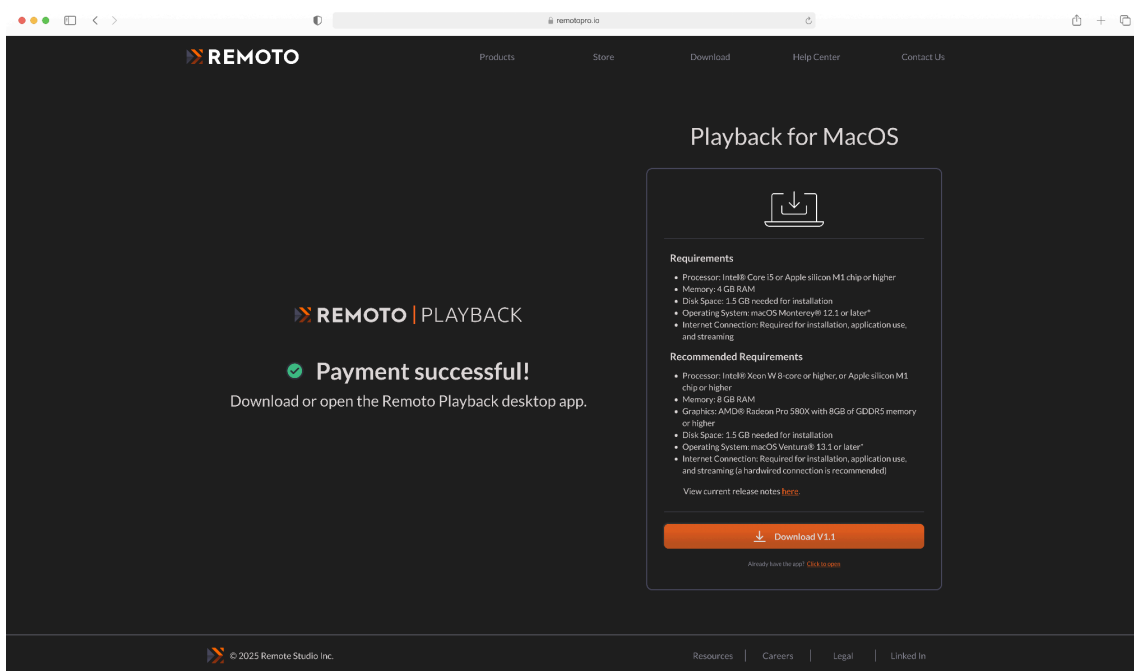 remotopro.io
REMOTO
Products
Store
Download
Help Center
Contact Us
REMOTO | PLAYBACK
Payment successful!
Download or open the Remoto Playback desktop app.
Playback for MacOS
Requirements
• Processor: Intel® Core i5 or Apple silicon M1 chip or higher
• Memory: 4 GB RAM
• Disk Space: 1.5 GB needed for installation
• Operating System: macOS Monterey® 12.1 or later*
• Internet Connection: Required for installation, application use,
and streaming
Recommended Requirements
• Processor: Intel® Xeon W 8-core or higher, or Apple silicon M1
chip or higher
• Memory: 8 GB RAM
• Graphics: AMD® Radeon Pro 580X with 8GB of GDDR5 memory
or higher
• Disk Space: 1.5 GB needed for installation
• Operating System: macOS Ventura® 13.1 or later*
• Internet Connection: Required for installation, application use,
and streaming (a hardwired connection is recommended)
View current release notes here.
Download V1.1
Already have the app? Click to open
© 2025 Remote Studio Inc.
Resources
Careers
Legal
Linked In